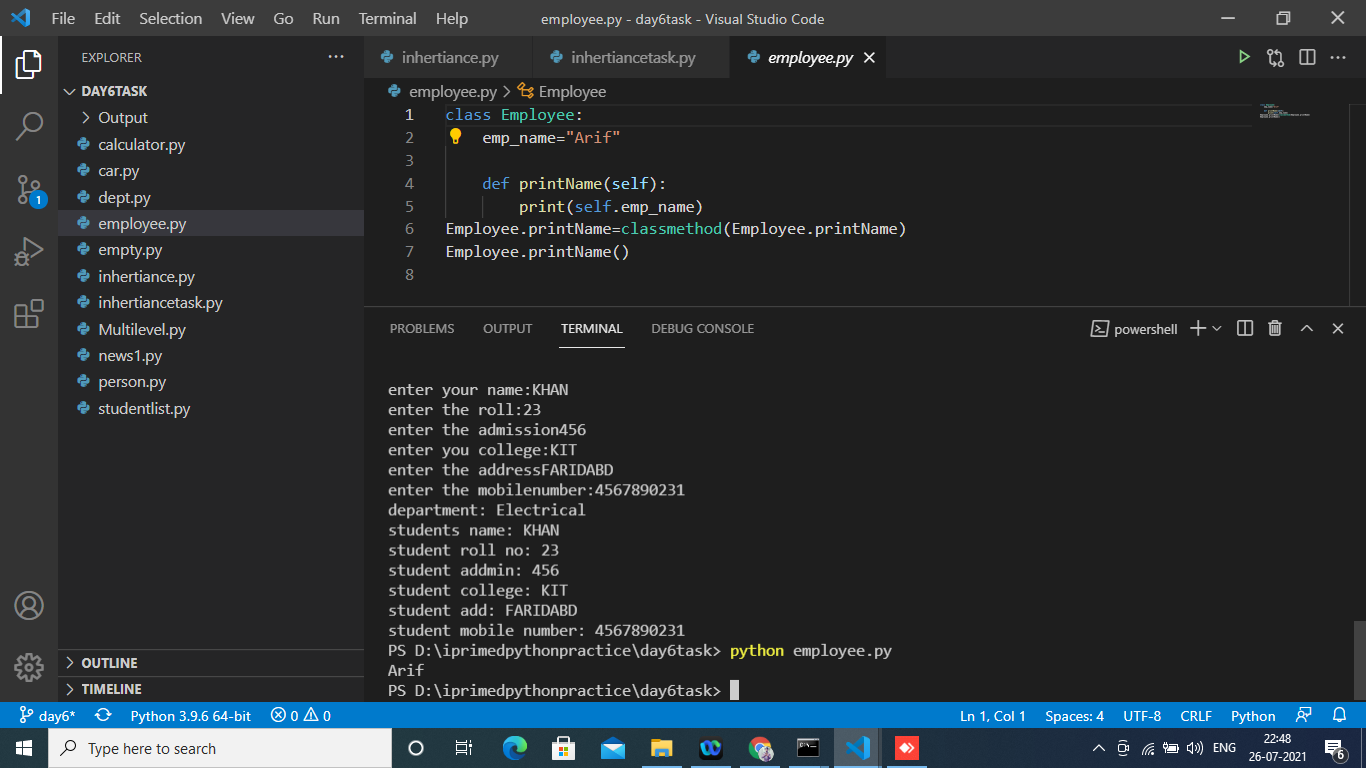 File Edit Selection View Go Run Terminal Help employee.py - day6task - Visual Studio Code
EXPLORER
DAY6TASK
Output
calculator.py
car.py
dept.py
employee.py
empty.py
inhertiance.py
inhertiancetask.py
Multilevel.py
news1.py
person.py
studentlist.py
OUTLINE
TIMELINE
1
inhertiance.py inhertiancetask.py employee.py
employee.py > Employee
1 class Employee:
2 emp_name="Arif"
3
4 def printName(self):
5 print(self.emp_name)
6 Employee.printName=classmethod(Employee.printName)
7 Employee.printName()
8
PROBLEMS OUTPUT TERMINAL DEBUG CONSOLE powershell
enter your name:KHAN
enter the roll:23
enter the admission456
enter you college:KIT
enter the addressFARIDABD
enter the mobilenumber:4567890231
department: Electrical
students name: KHAN
student roll no: 23
student addmin: 456
student college: KIT
student add: FARIDABD
student mobile number: 4567890231
PS D:\iprimedpythonpractice\day6task> python employee.py
Arif
PS D:\iprimedpythonpractice\day6task>
day6* Python 3.9.6 64-bit 0 0 Ln 1, Col 1 Spaces: 4 UTF-8 CRLF Python
Type here to search ENG 22:48
26-07-2021 6